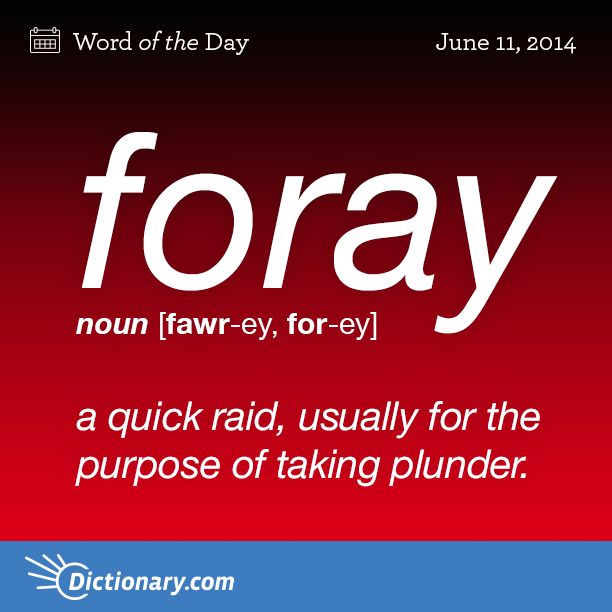 Word of the Day
June 11, 2014
foray
noun [fawr-ey, for-ey]
a quick raid, usually for the
purpose of taking plunder.
Dictionary.com